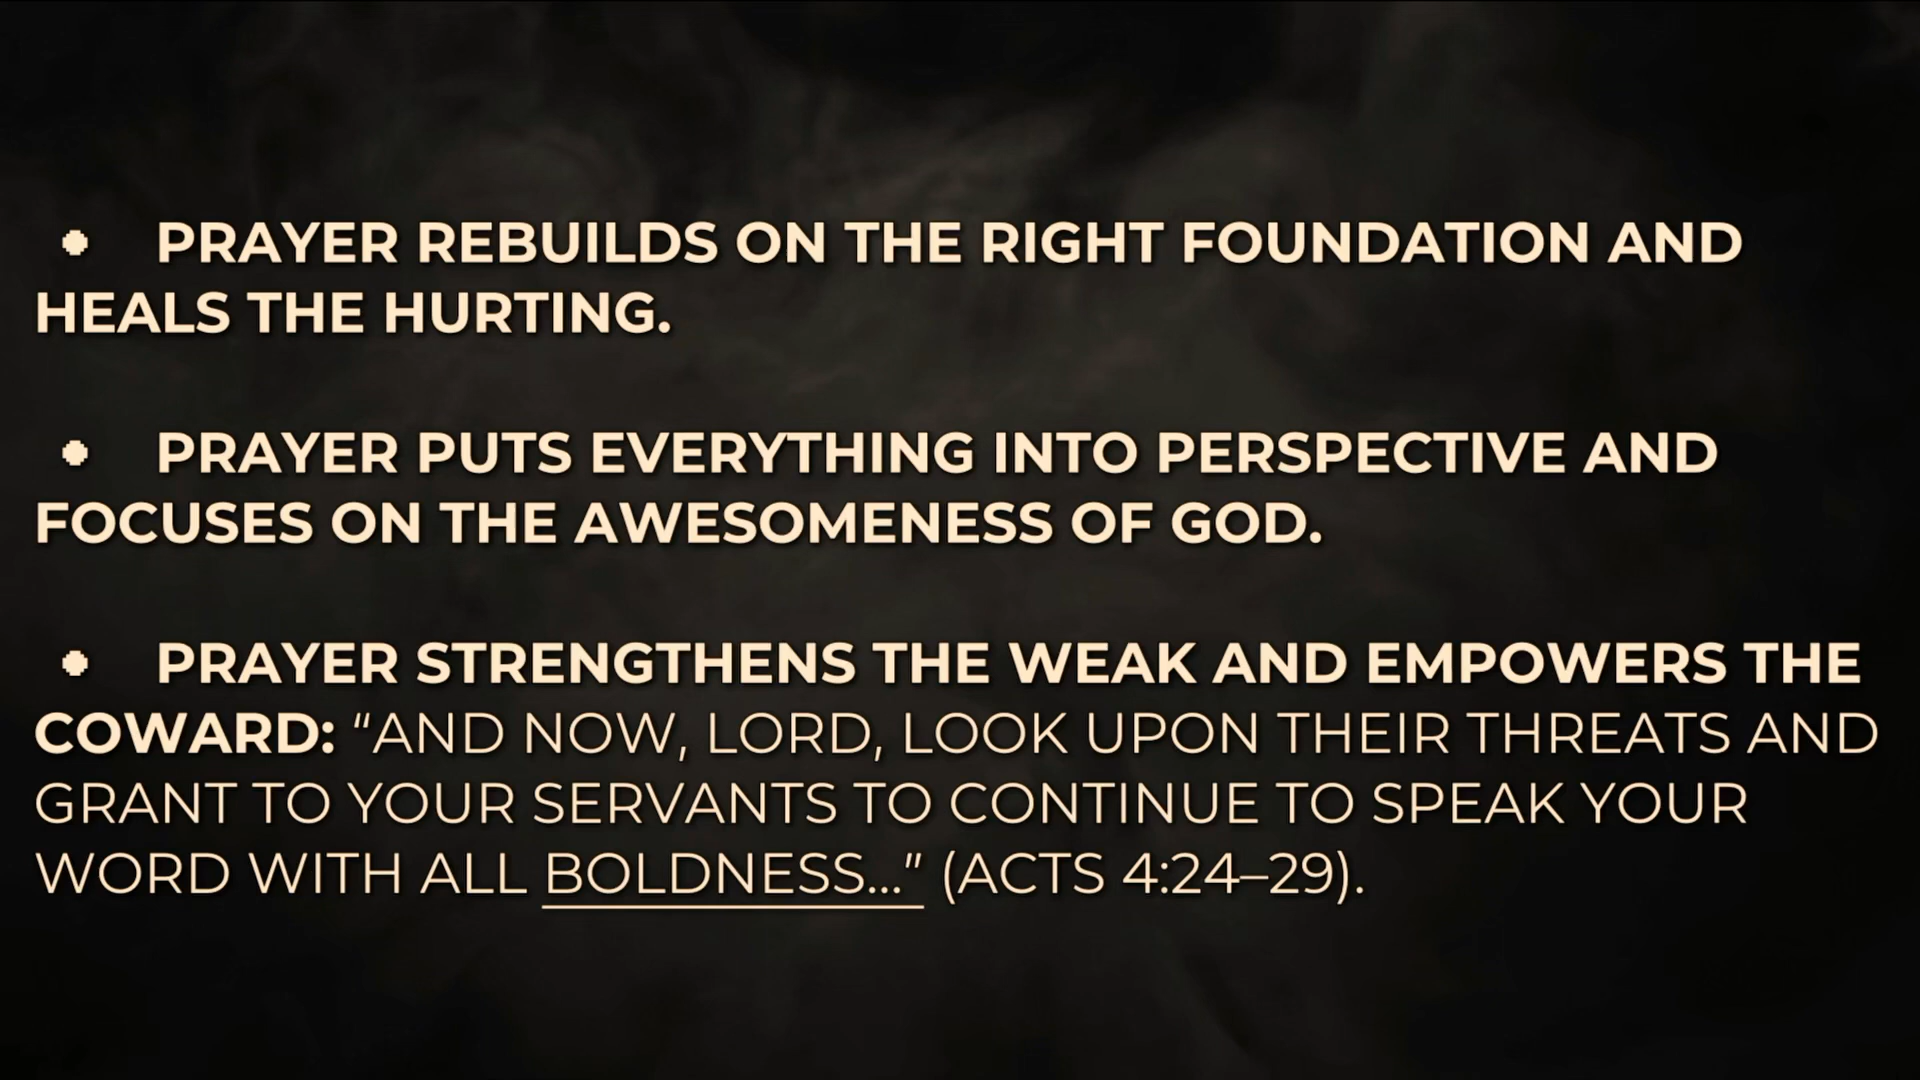 • PRAYER REBUILDS ON THE RIGHT FOUNDATION AND
HEALS THE HURTING.
• PRAYER PUTS EVERYTHING INTO PERSPECTIVE AND
FOCUSES ON THE AWESOMENESS OF GOD.
• PRAYER STRENGTHENS THE WEAK AND EMPOWERS THE
COWARD: “AND NOW, LORD, LOOK UPON THEIR THREATS AND
GRANT TO YOUR SERVANTS TO CONTINUE TO SPEAK YOUR
WORD WITH ALL BOLDNESS…” (ACTS 4:24–29).